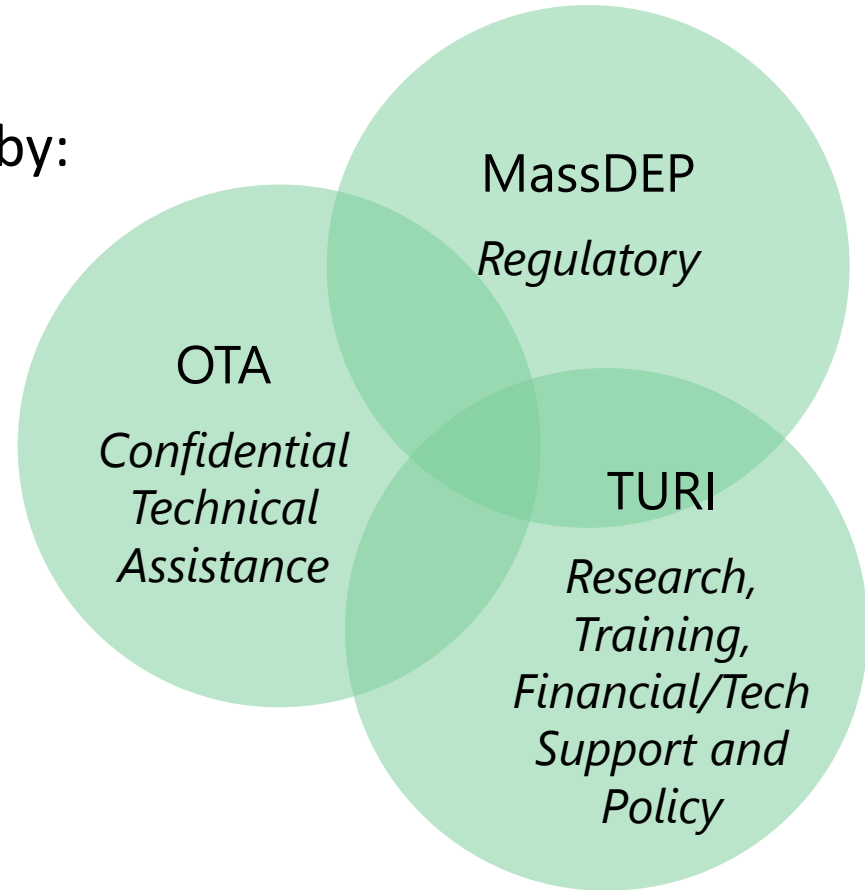 by:
MassDEP
Regulatory
OTA
Confidential
Technical
Assistance
TURI
Research,
Training,
Financial/Tech
Support and
Policy